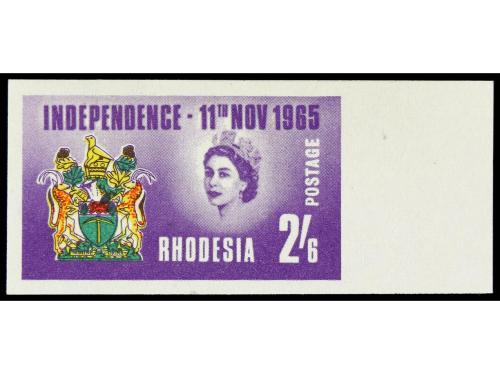 INDEPENDENCE - 11TH NOV 1965
POSTAGE
RHODESIA 2/6